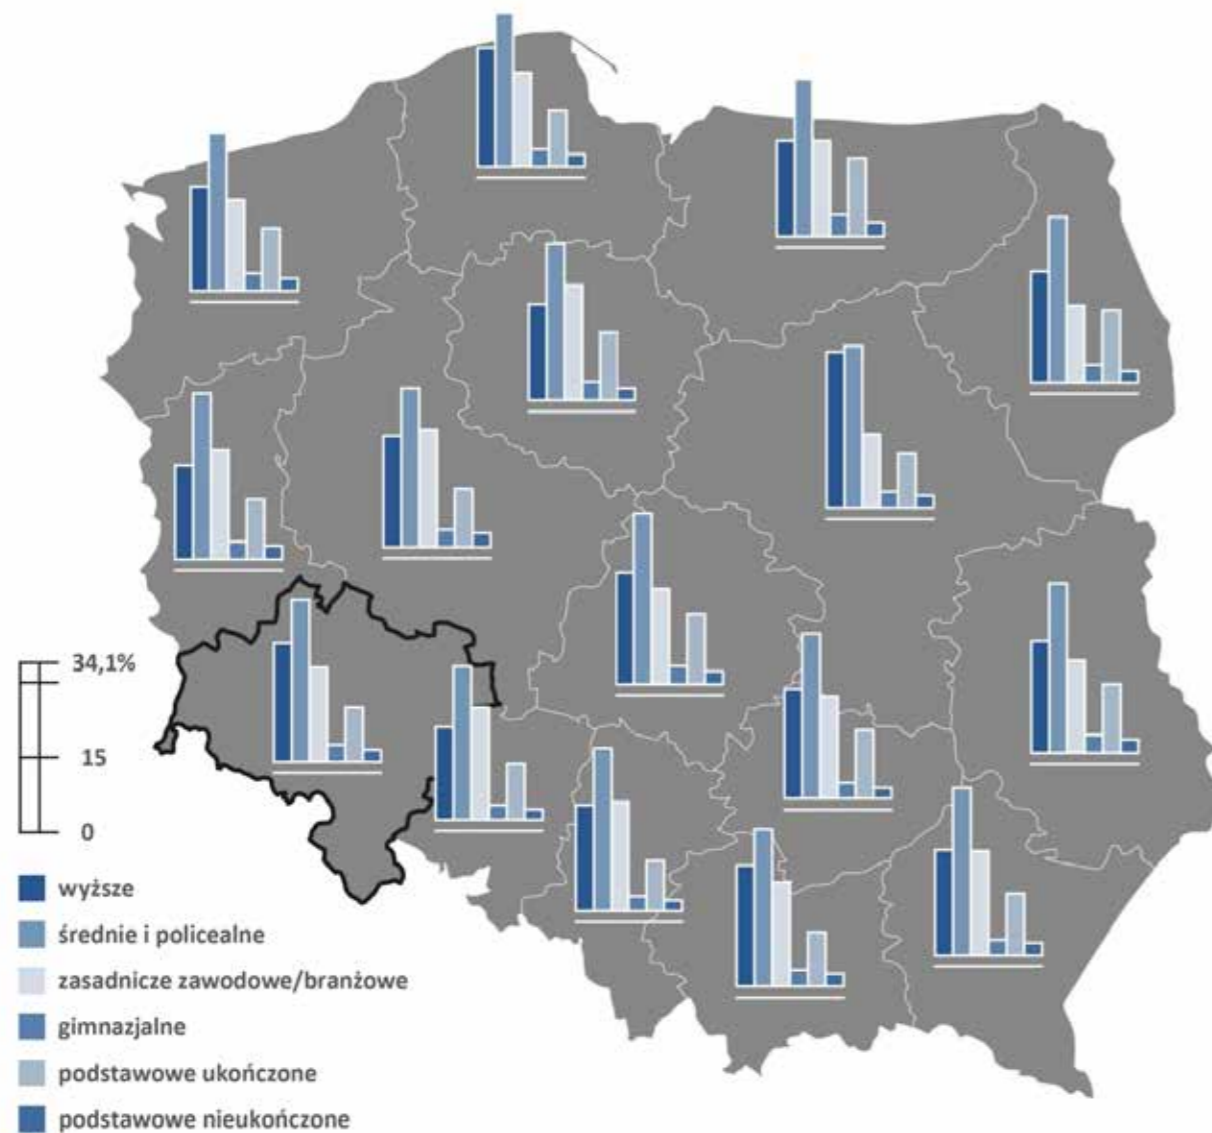 34,1%
15
0
wyższe
średnie i policealne
zasadnicze zawodowe/branżowe
gimnazjalne
podstawowe ukończone
podstawowe nieukończone